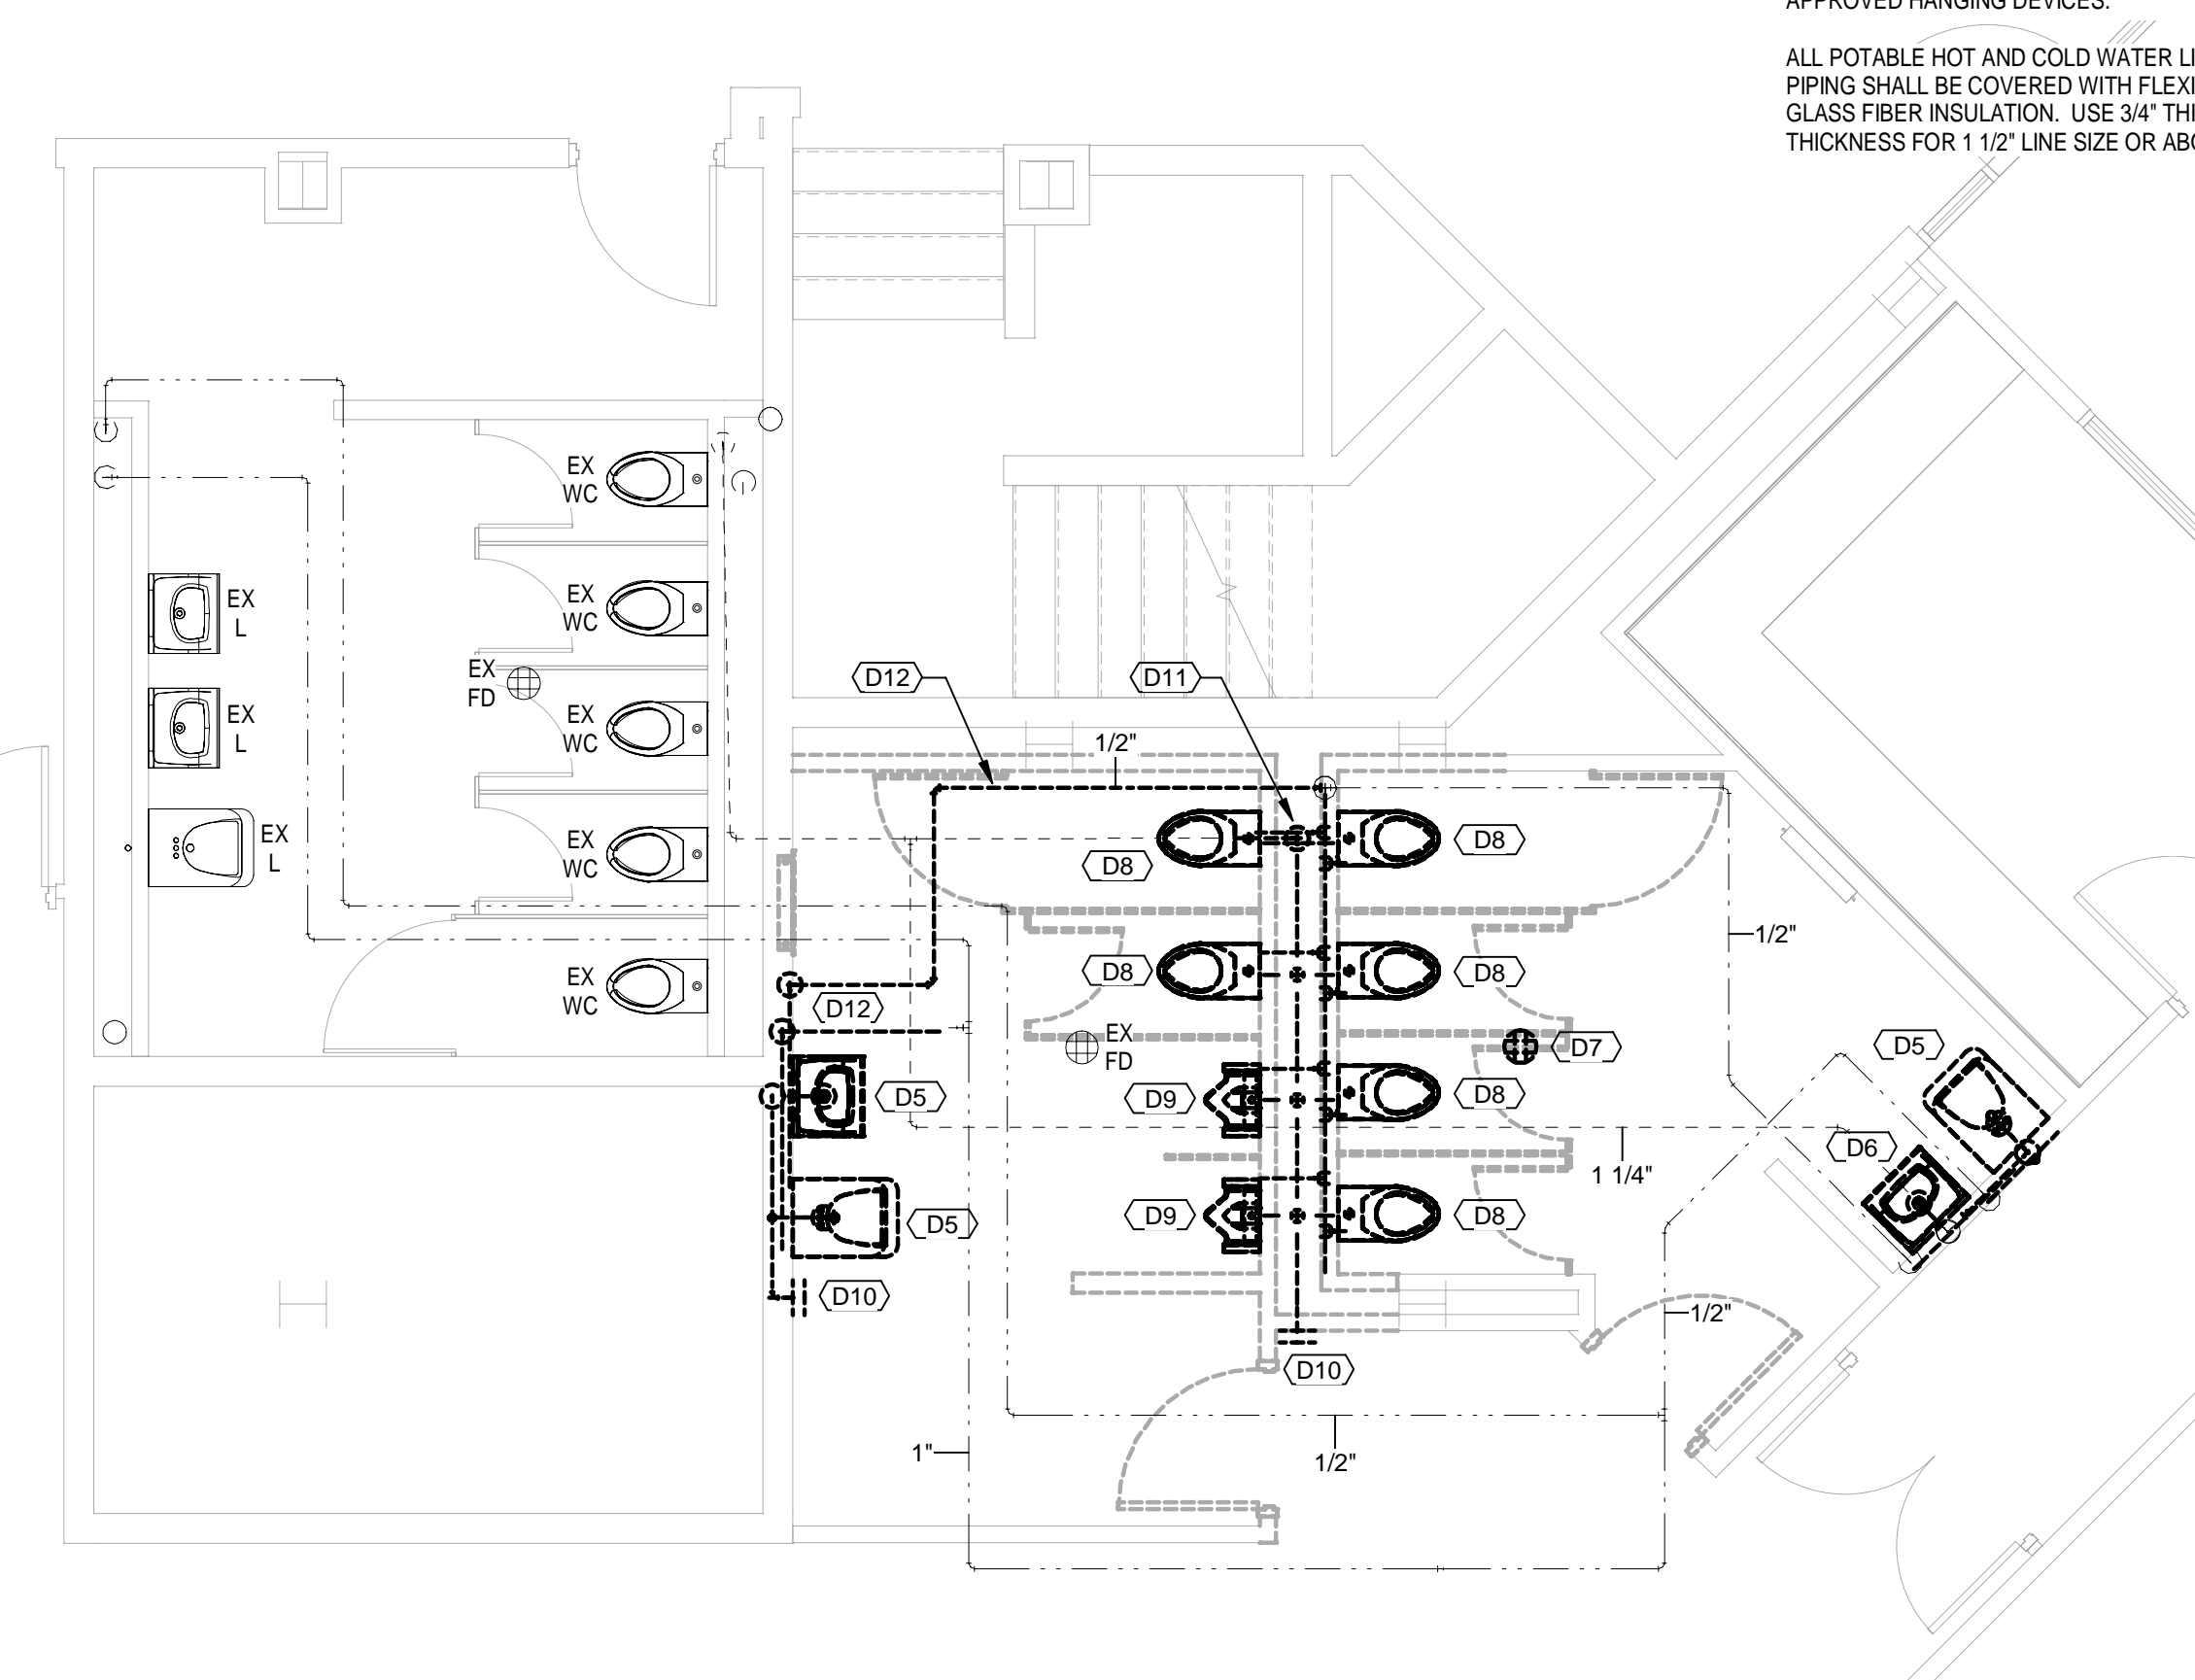 APPROVED HANGING DEVICES.
ALL POTABLE HOT AND COLD WATER LI
PIPING SHALL BE COVERED WITH FLEXI
GLASS FIBER INSULATION. USE 3/4" THI
THICKNESS FOR 1 1/2" LINE SIZE OR ABO
EX
WC
EX
L
EX
WC
EX
FD
D12
D11
EX
L
EX
WC
1/2"
EX
L
EX
WC
D8
D8
1/2"
EX
WC
D8
D8
D12
EX
FD
D7
D5
D5
D9
D8
D6
1 1/4"
D5
D9
D8
D10
1/2"
D10
1"
1/2"